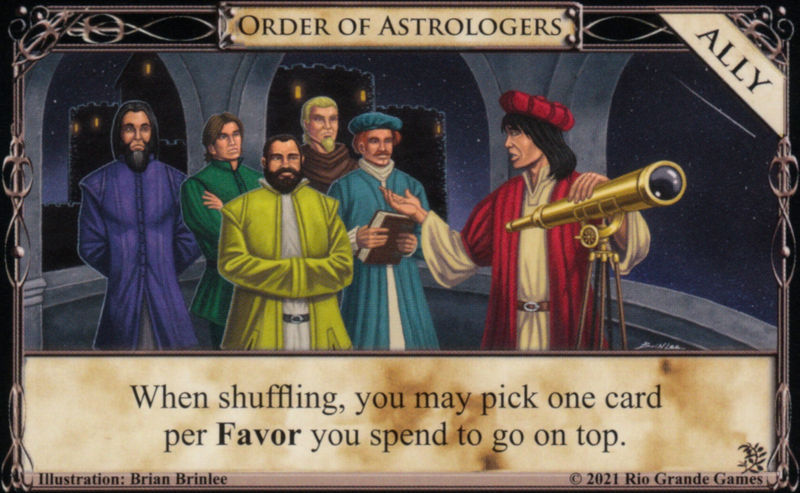 Order of Astrologers
ALLY
Brinlee
When shuffling, you may pick one card
per Favor you spend to go on top.
Illustration: Brian Brinlee
© 2021 Rio Grande Games